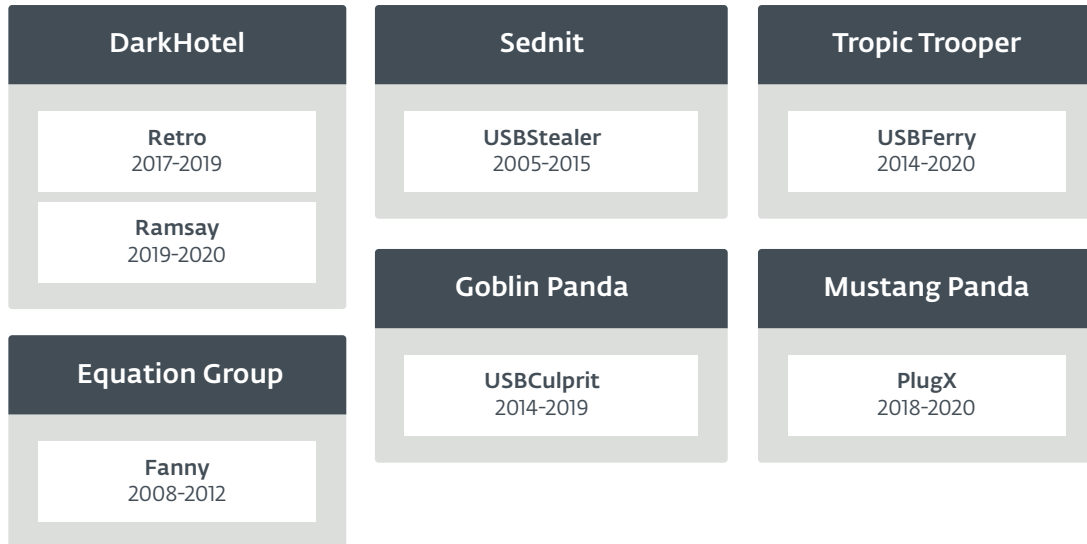 DarkHotel
Retro
2017-2019
Ramsay
2019-2020
Equation Group
Fanny
2008-2012
Sednit
USBStealer
2005-2015
Goblin Panda
USBCulprit
2014-2019
Tropic Trooper
USBFerry
2014-2020
Mustang Panda
PlugX
2018-2020